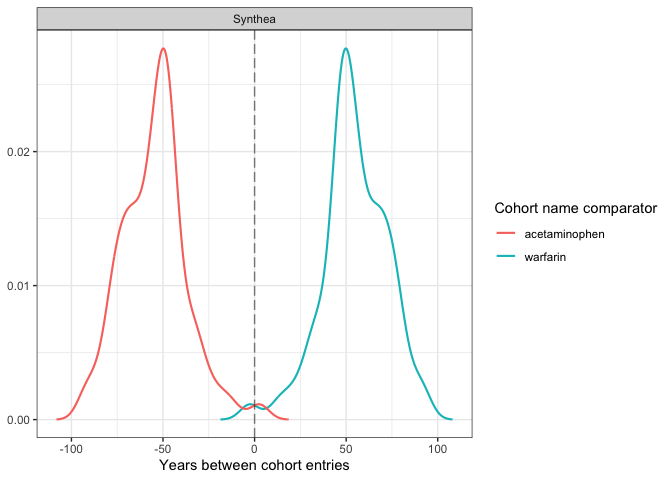 Synthea
0.02
0.01
0.00
-100 -50 0 50 100
Years between cohort entries
Cohort name comparator
acetaminophen
warfarin